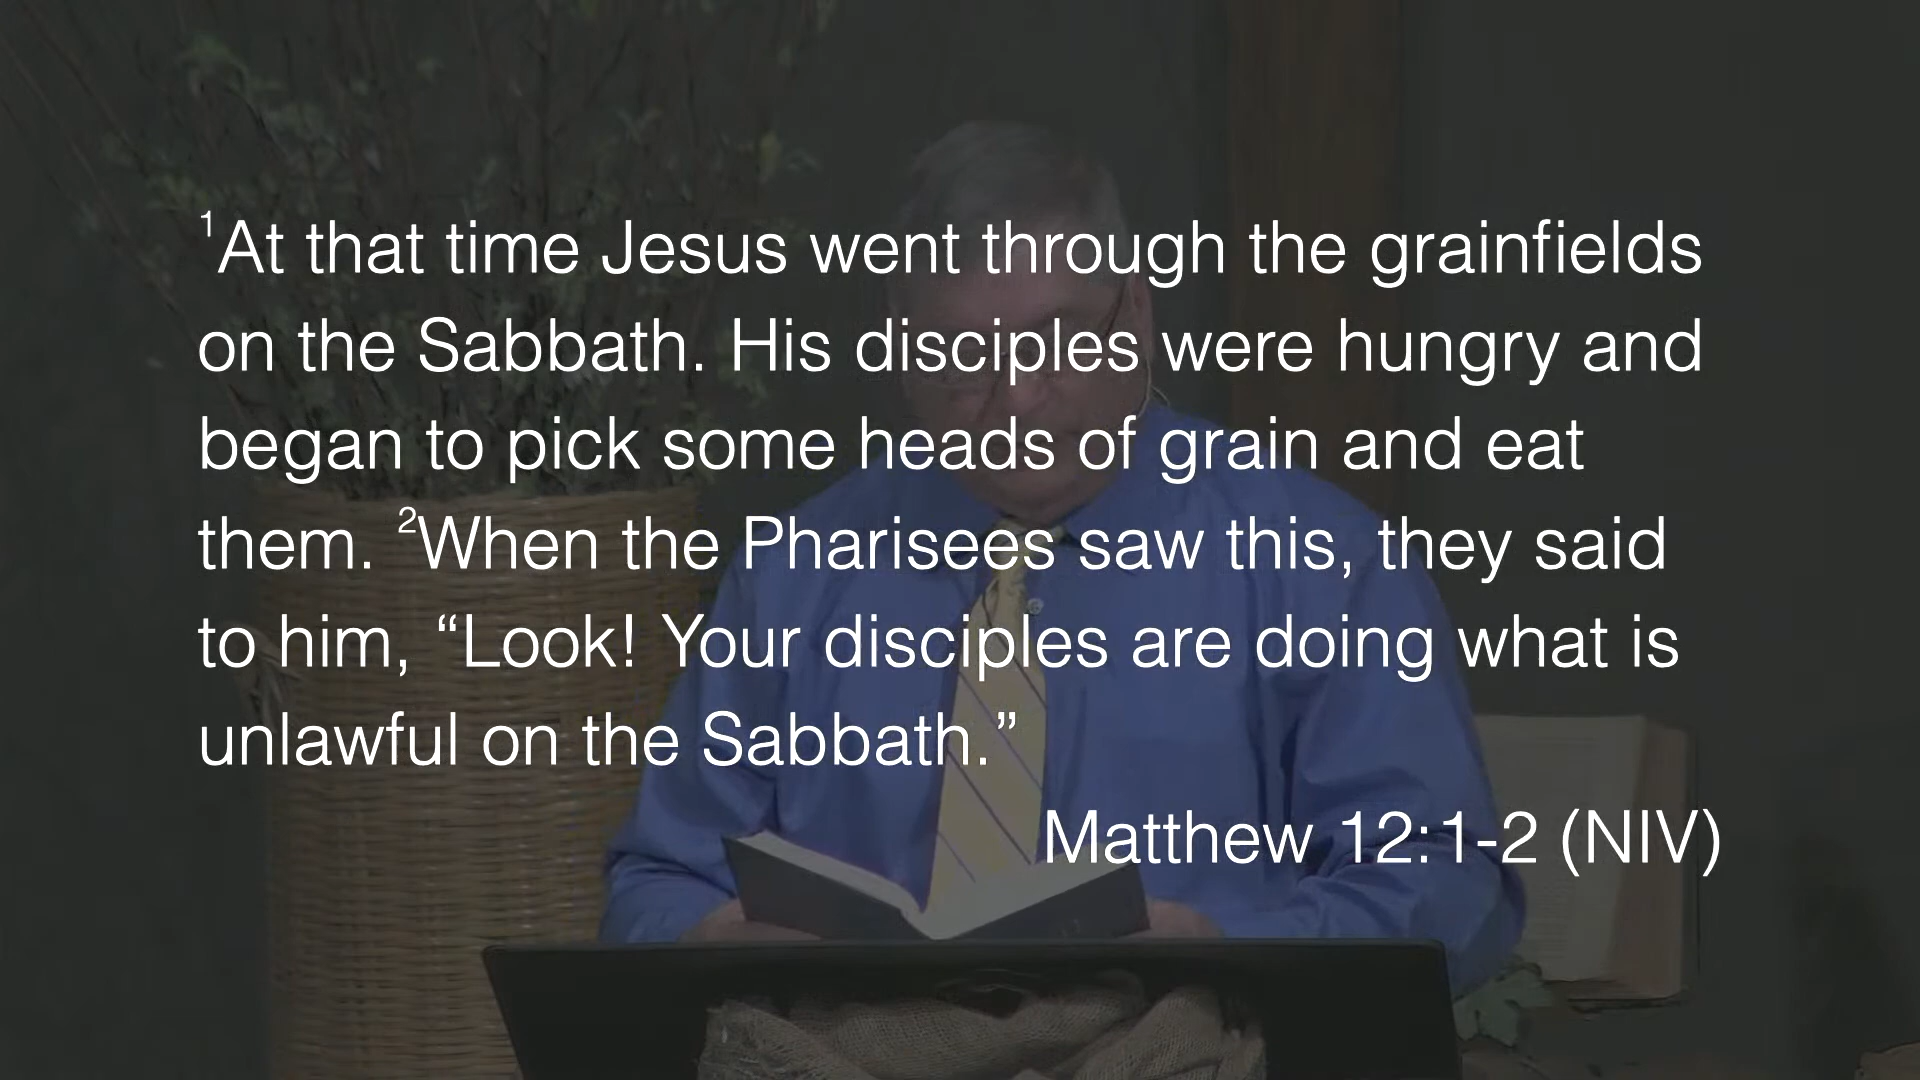 ¹At that time Jesus went through the grainfields
on the Sabbath. His disciples were hungry and
began to pick some heads of grain and eat
them. ²When the Pharisees saw this, they said
to him, “Look! Your disciples are doing what is
unlawful on the Sabbath.”
Matthew 12:1-2 (NIV)